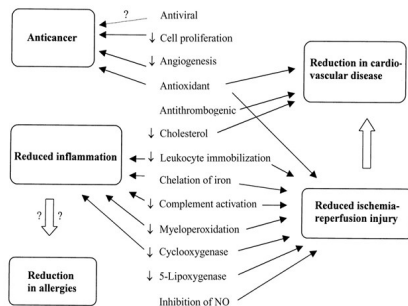 ?
Antiviral
Anticancer
↓ Cell proliferation
↓ Angiogenesis
Antioxidant
Reduction in cardio-
vascular disease
Antithrombogenic
↓ Cholesterol
Reduced inflammation
↓ Leukocyte immobilization
Chelation of iron
↓ Complement activation
Reduced ischemia-
reperfusion injury
? ?
↓ Myeloperoxidation
↓ Cyclooxygenase
Reduction
in allergies
↓ 5-Lipoxygenase
Inhibition of NO